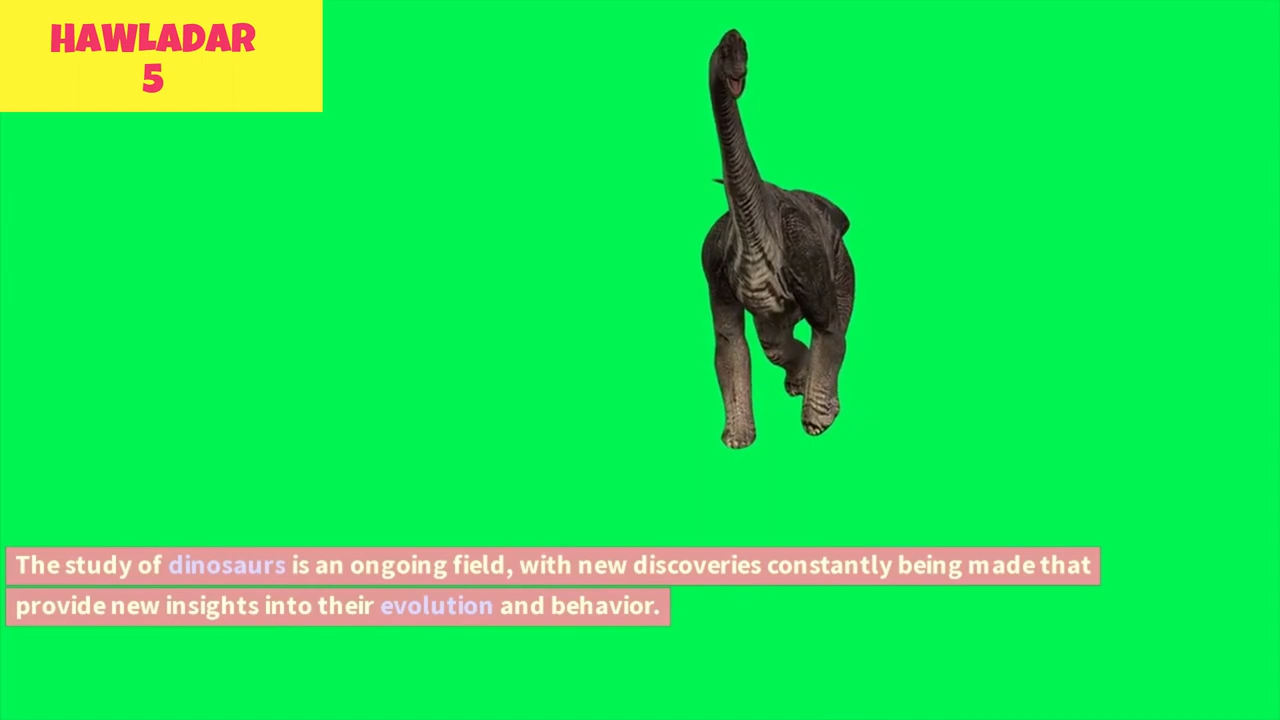 HAWLADAR
5
The study of dinosaurs is an ongoing field, with new discoveries constantly being made that
provide new insights into their evolution and behavior.